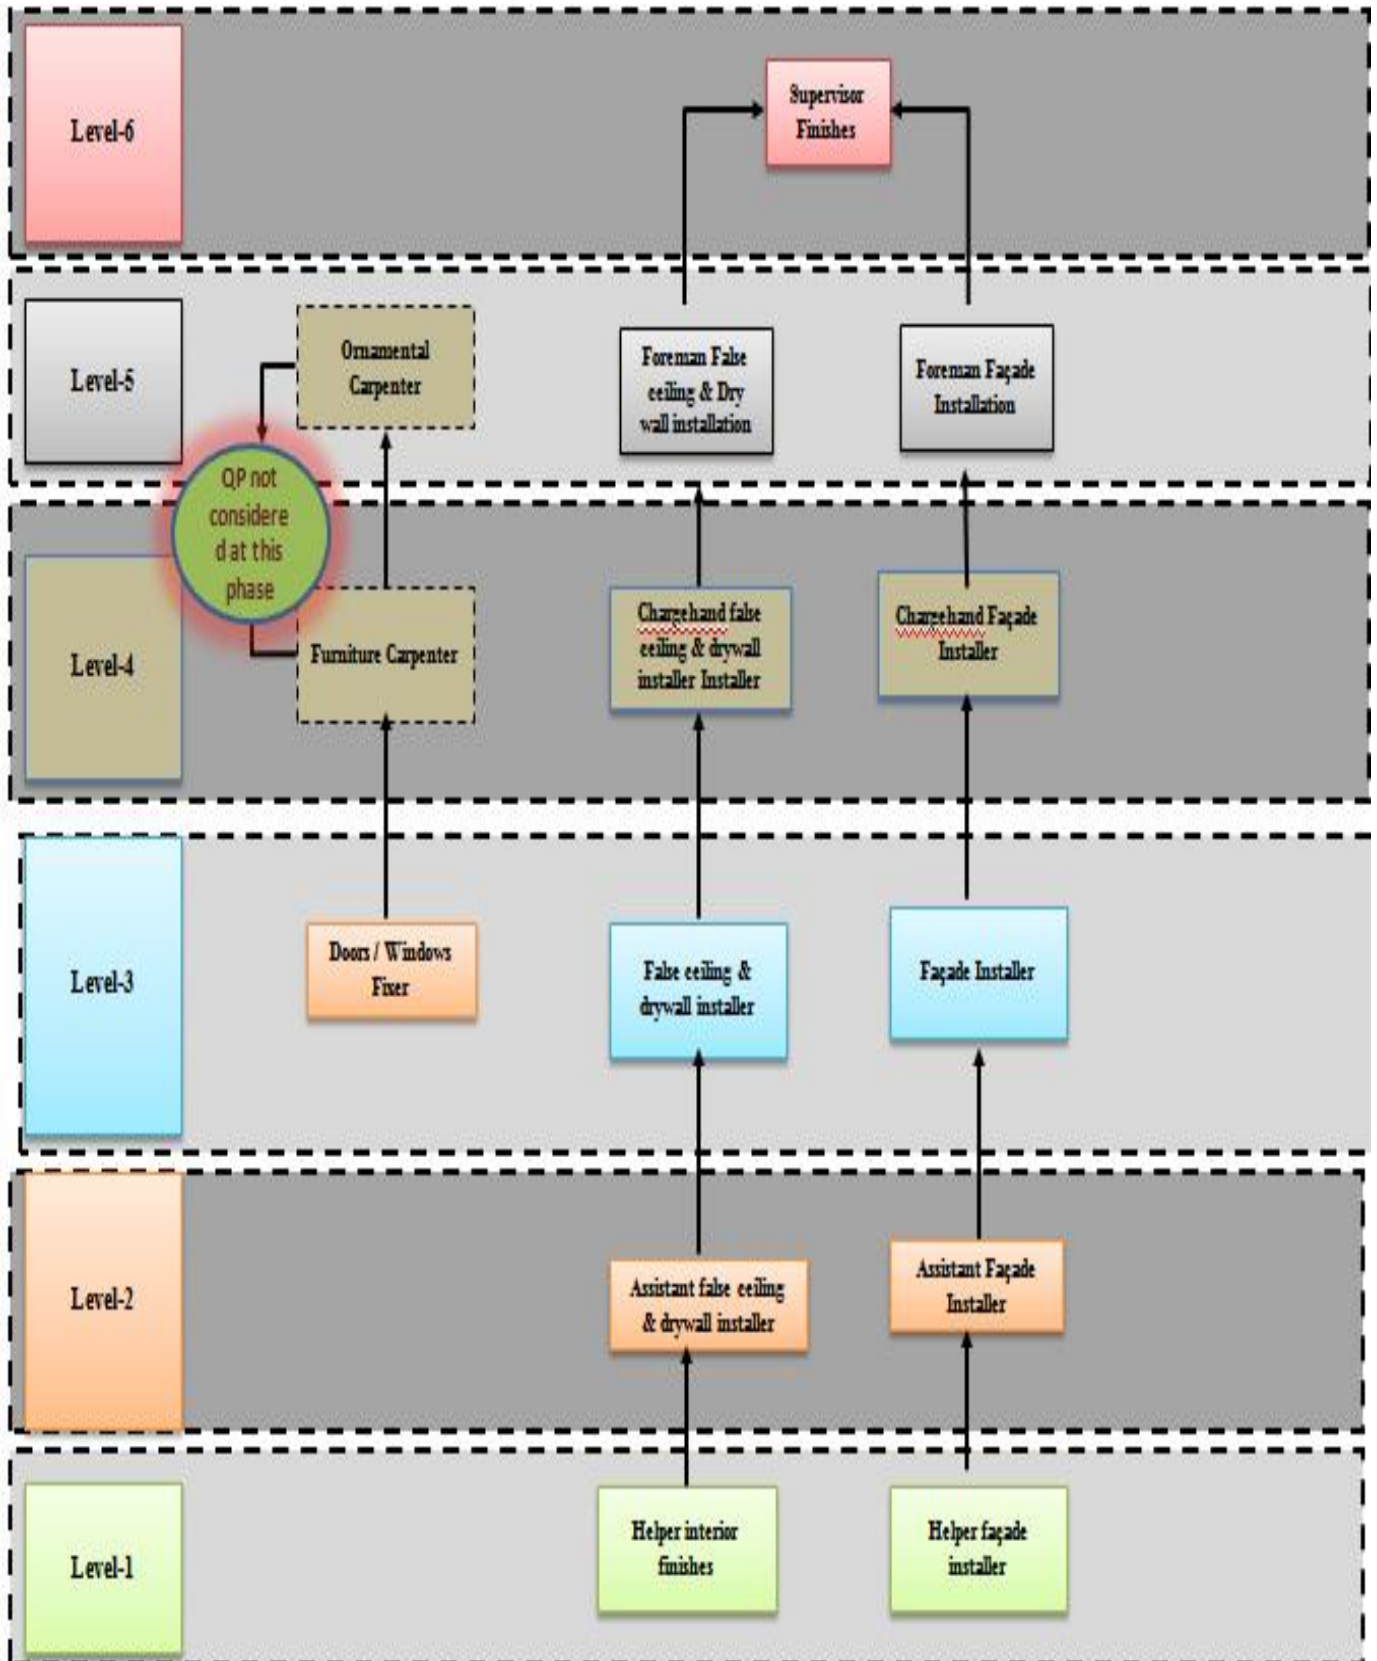 Level-6
Supervisor
Finishes
Level-5
Ornamental
Carpenter
Foreman False
ceiling & Dry
wall installation
Foreman Façade
Installation
QP not
considere
d at this
phase
Level-4
Furniture Carpenter
Chargehand false
ceiling & drywall
installer Installer
Chargehand Façade
Installer
Level-3
Doors / Windows
Fixer
False ceiling &
drywall installer
Façade Installer
Level-2
Assistant false ceiling
& drywall installer
Assistant Façade
Installer
Level-1
Helper interior
finishes
Helper façade
installer